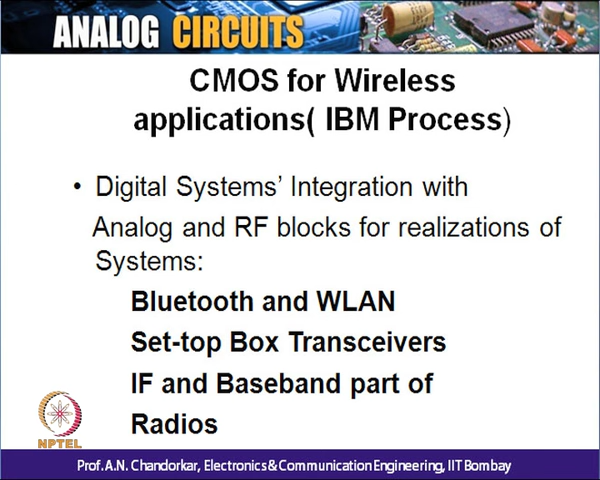 ANALOG CIRCUITS
CMOS for Wireless
applications( IBM Process)
• Digital Systems' Integration with
Analog and RF blocks for realizations of
Systems:
Bluetooth and WLAN
Set-top Box Transceivers
IF and Baseband part of
Radios
NPTEL
Prof. A.N. Chandorkar, Electronics & Communication Engineering, IIT Bombay